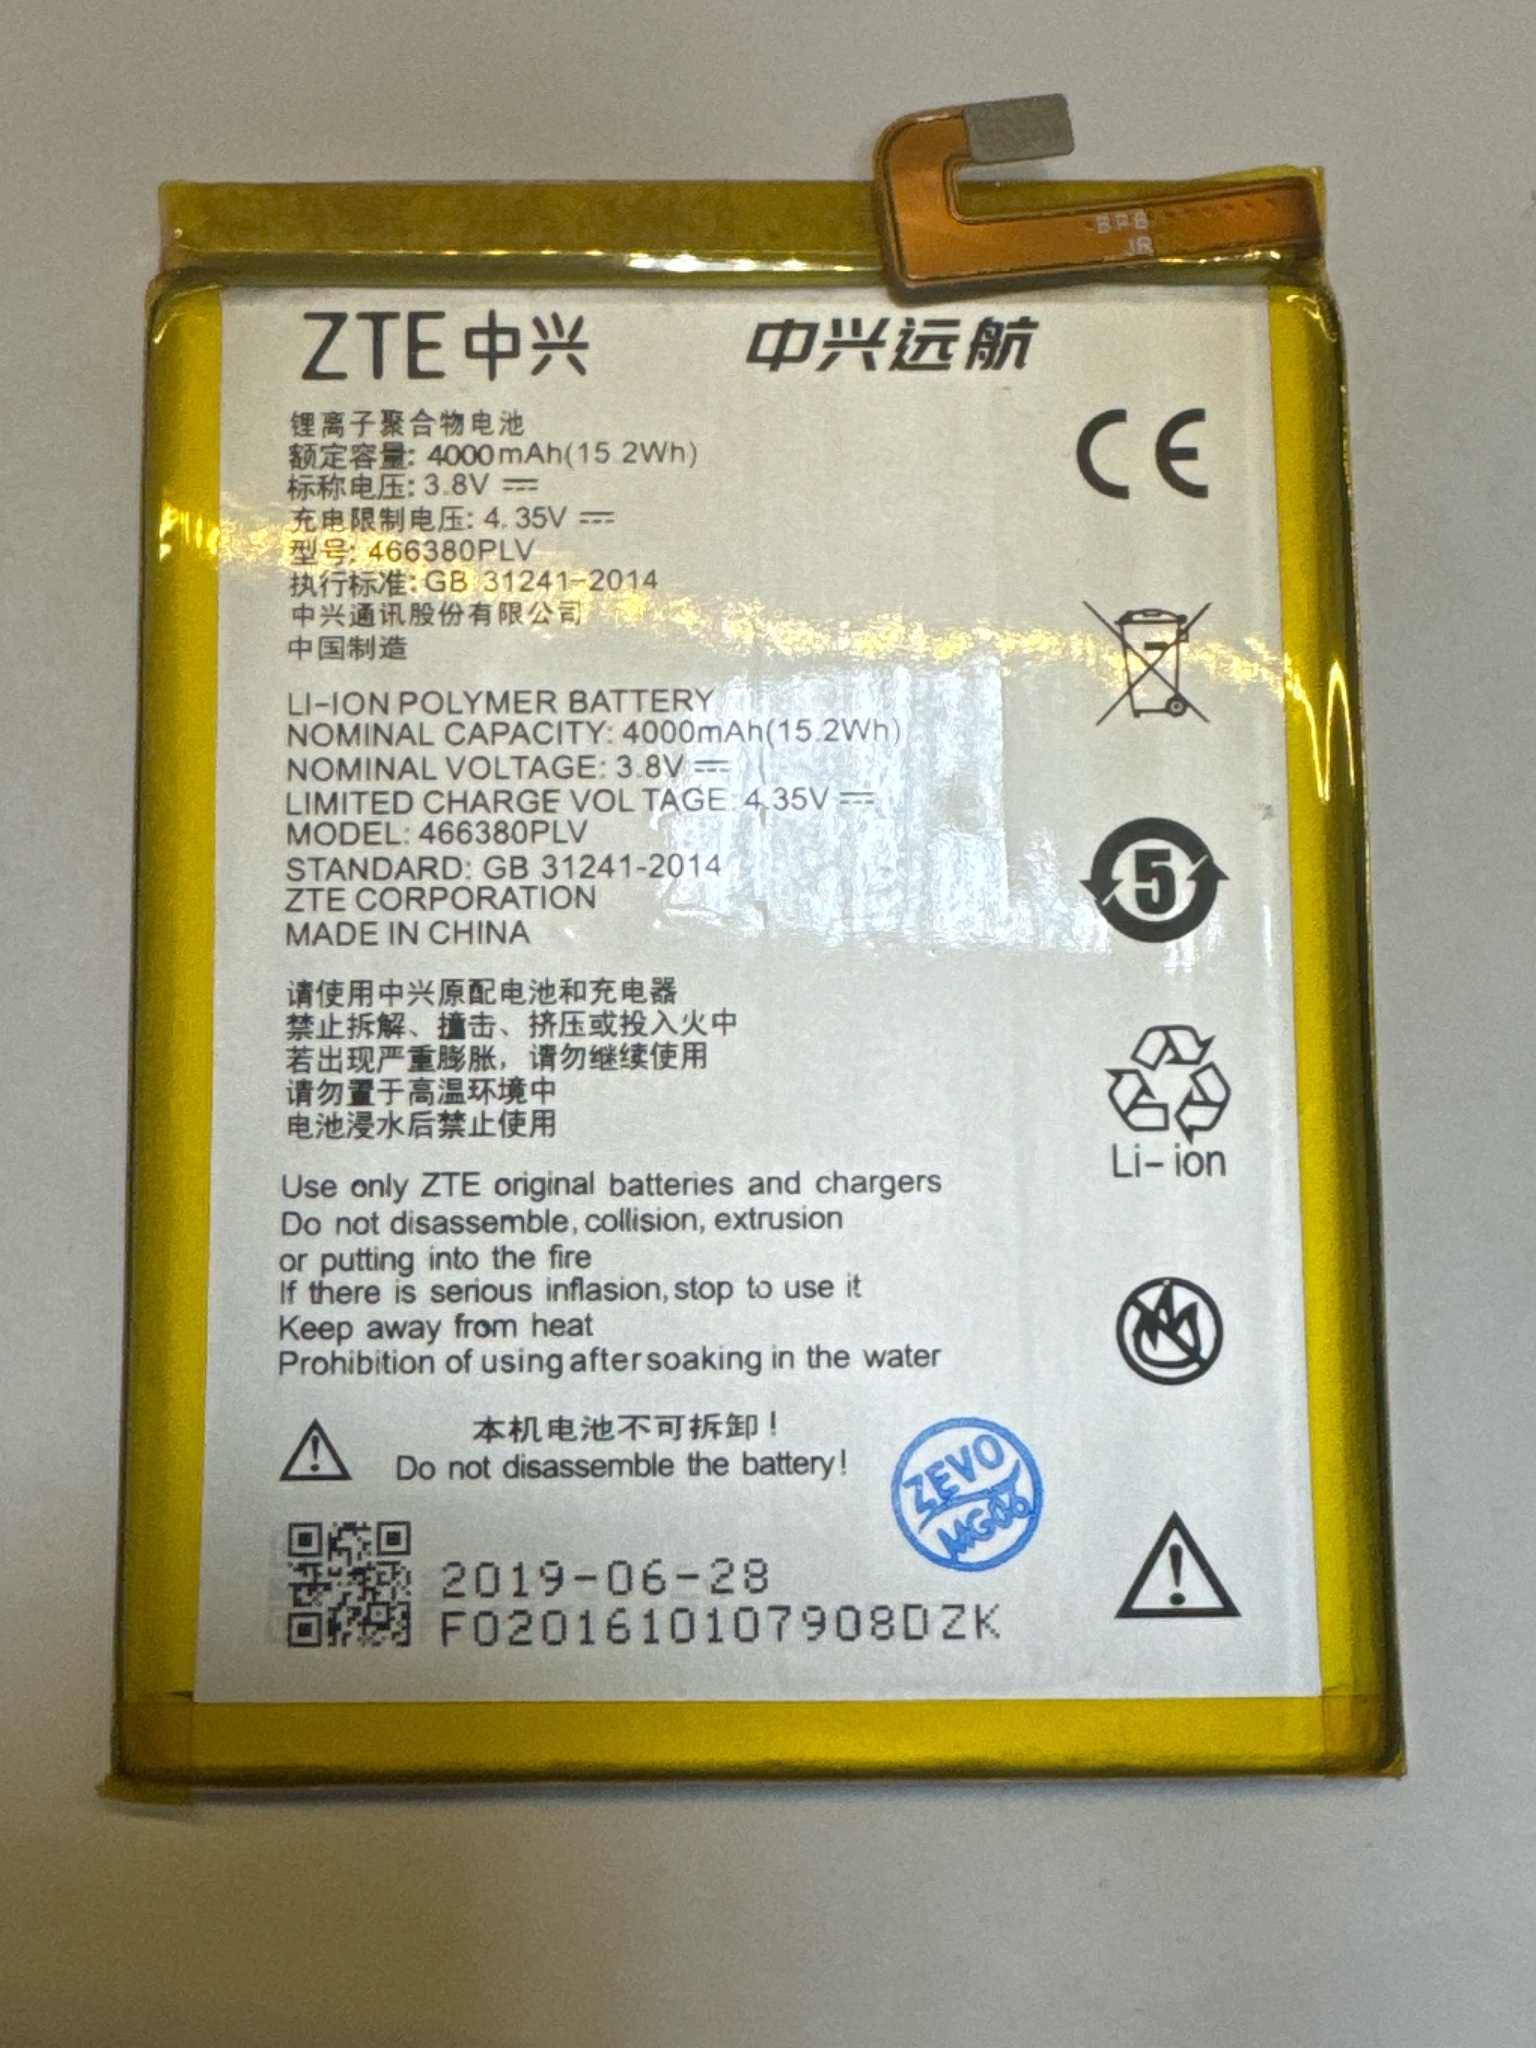 BPB
JR
ZTE中兴 中兴远航
锂离子聚合物电池
额定容量: 4000mAh(15.2Wh)
标称电压: 3.8V ⎓
充电限制电压: 4.35V ⎓
型号: 466380PLV
执行标准: GB 31241-2014
中兴通讯股份有限公司
中国制造
CE
LI-ION POLYMER BATTERY
NOMINAL CAPACITY: 4000mAh(15.2Wh)
NOMINAL VOLTAGE: 3.8V ⎓
LIMITED CHARGE VOLTAGE: 4.35V ⎓
MODEL: 466380PLV
STANDARD: GB 31241-2014
ZTE CORPORATION
MADE IN CHINA
5
请使用中兴原配电池和充电器
禁止拆解、撞击、挤压或投入火中
若出现严重膨胀，请勿继续使用
请勿置于高温环境中
电池浸水后禁止使用
Li-ion
Use only ZTE original batteries and chargers
Do not disassemble, collision, extrusion
or putting into the fire
If there is serious inflasion, stop to use it
Keep away from heat
Prohibition of using after soaking in the water
本机电池不可拆卸！
Do not disassemble the battery!
ZEVO
MG06
2019-06-28
F0201610107908DZK